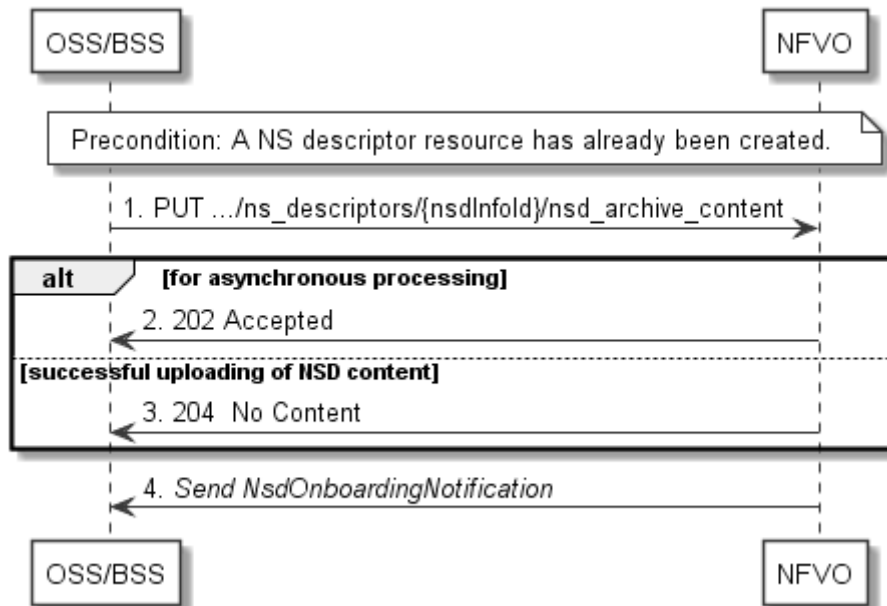 OSS/BSS
NFVO
Precondition: A NS descriptor resource has already been created.
1. PUT .../ns_descriptors/{nsdInfoId}/nsd_archive_content
alt
[for asynchronous processing]
2. 202 Accepted
[successful uploading of NSD content]
3. 204  No Content
4. Send NsdOnboardingNotification
OSS/BSS
NFVO